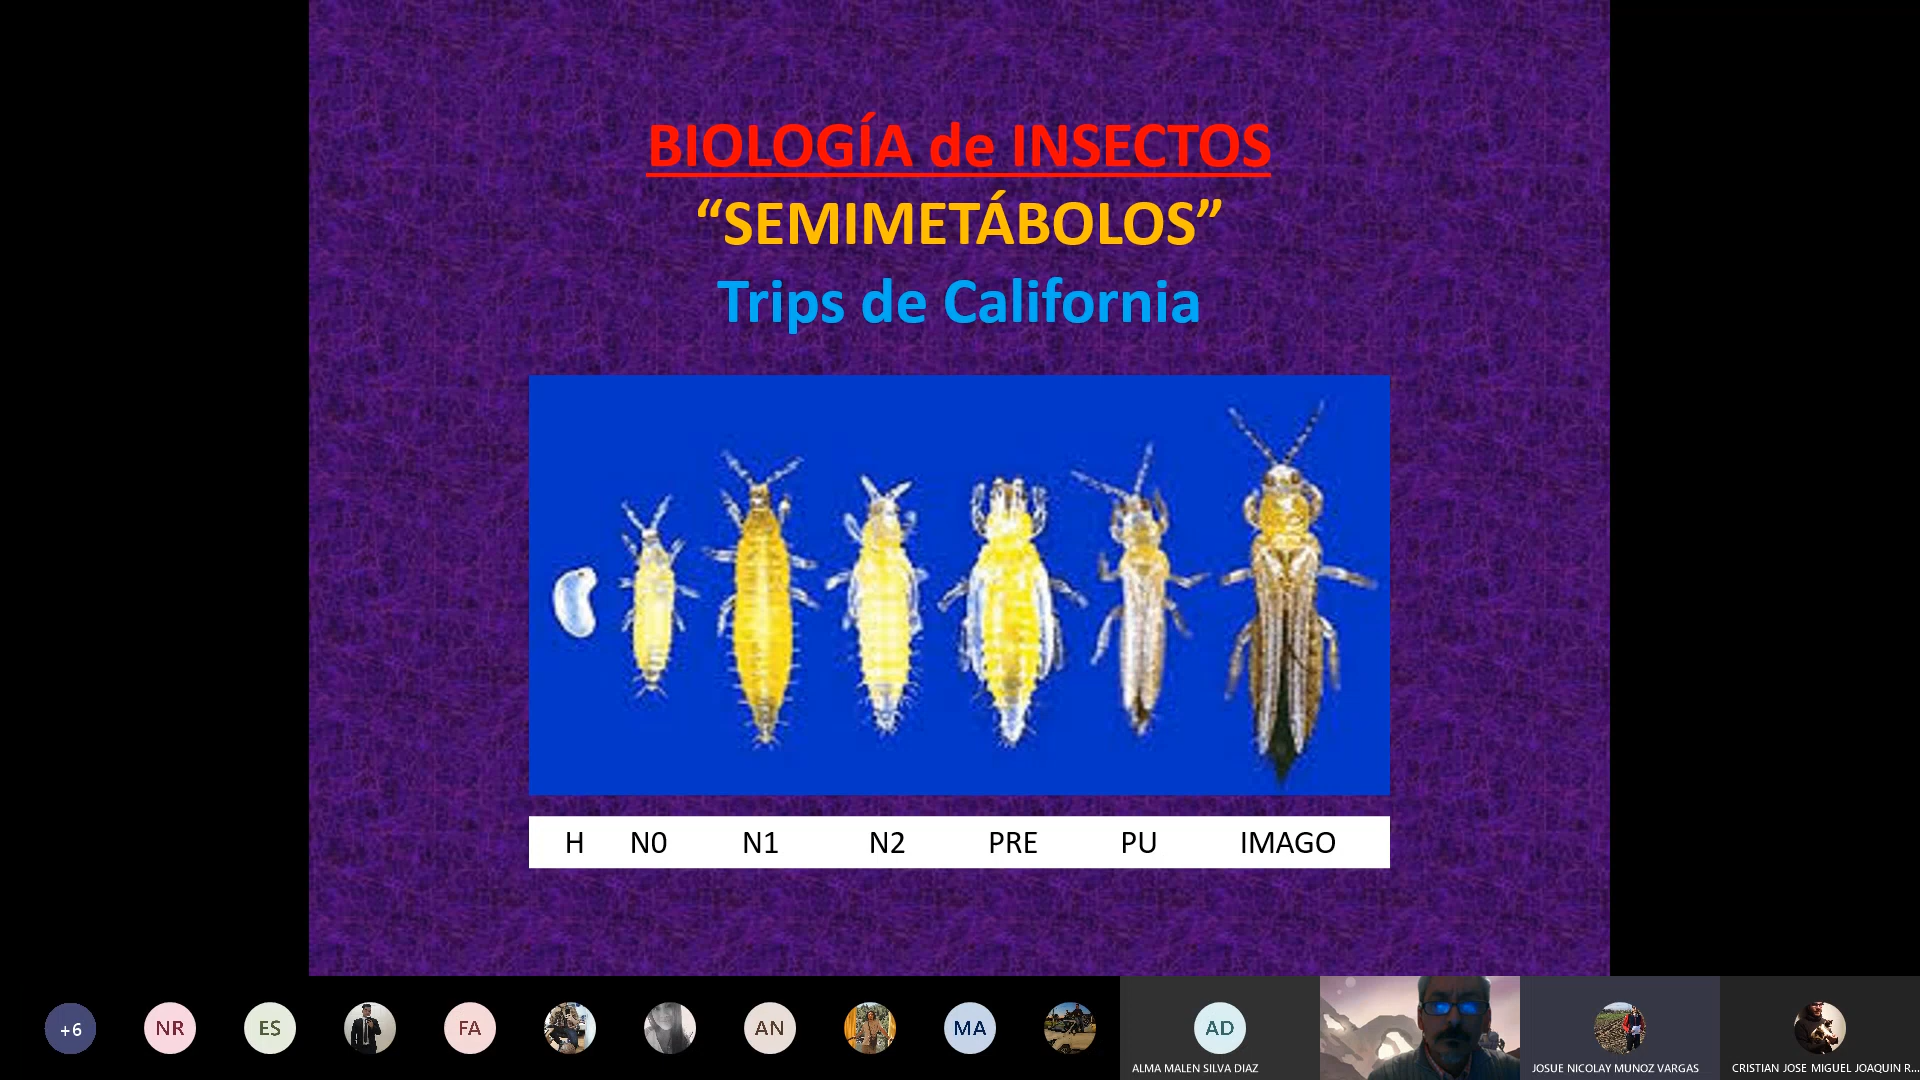 BIOLOGÍA de INSECTOS
“SEMIMETÁBOLOS”
Trips de California
H N0 N1 N2 PRE PU IMAGO
+6 NR ES FA AN MA AD
ALMA MALEN SILVA DIAZ JOSUE NICOLAY MUNOZ VARGAS CRISTIAN JOSE MIGUEL JOAQUIN R...